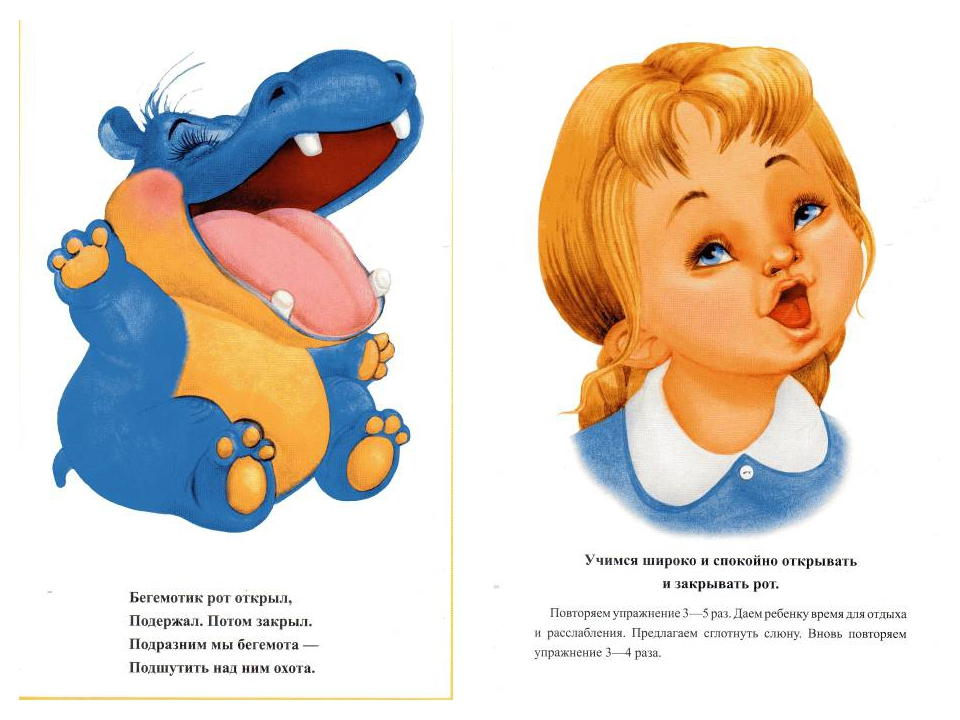 Бегемотик рот открыл,
Подержал. Потом закрыл.
Подразним мы бегемота —
Подшутить над ним охота.
Учимся широко и спокойно открывать
и закрывать рот.
Повторяем упражнение 3—5 раз. Даем ребенку время для отдыха
и расслабления. Предлагаем сглотнуть слюну. Вновь повторяем
упражнение 3—4 раза.